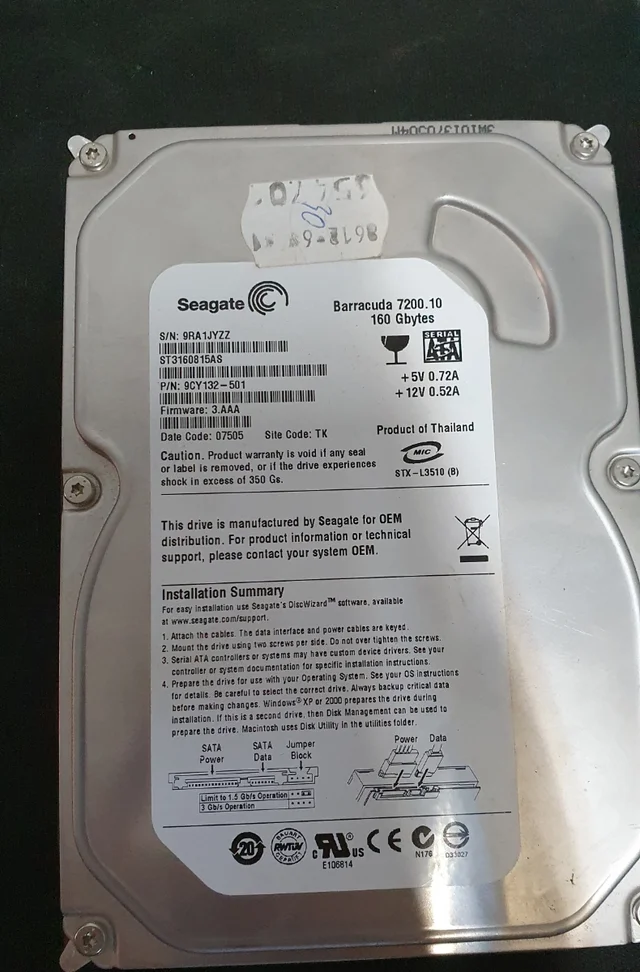 Seagate
Barracuda 7200.10
160 Gbytes
S/N: 9RA1JYZZ
ST3160815AS
P/N: 9CY132-501
Firmware: 3.AAA
Date Code: 07505 Site Code: TK
SERIAL
ATA
+5V 0.72A
+12V 0.52A
Product of Thailand
MIC
STX-L3510 (B)
Caution. Product warranty is void if any seal
or label is removed, or if the drive experiences
shock in excess of 350 Gs.
This drive is manufactured by Seagate for OEM
distribution. For product information or technical
support, please contact your system OEM.
Installation Summary
For easy installation use Seagate's DiscWizard™ software, available
at www.seagate.com/support.
1. Attach the cables. The data interface and power cables are keyed.
2. Mount the drive using two screws per side. Do not over tighten the screws.
3. Serial ATA controllers or systems may have custom device drivers. See your
controller or system documentation for specific installation instructions.
4. Prepare the drive for use with your Operating System. See your OS instructions
for details. Be careful to select the correct drive. Always backup critical data
before making changes. Windows® XP or 2000 prepares the drive during
installation. If this is a second drive, then Disk Management can be used to
prepare the drive. Macintosh uses Disk Utility in the utilities folder.
SATA Power
SATA Data
Jumper Block
Power Data
Limit to 1.5 Gb/s Operation
3 Gb/s Operation
20
BAUART
RWTÜV
GEPRÜFT
c RU® US
E106814
CE
N176
D33027